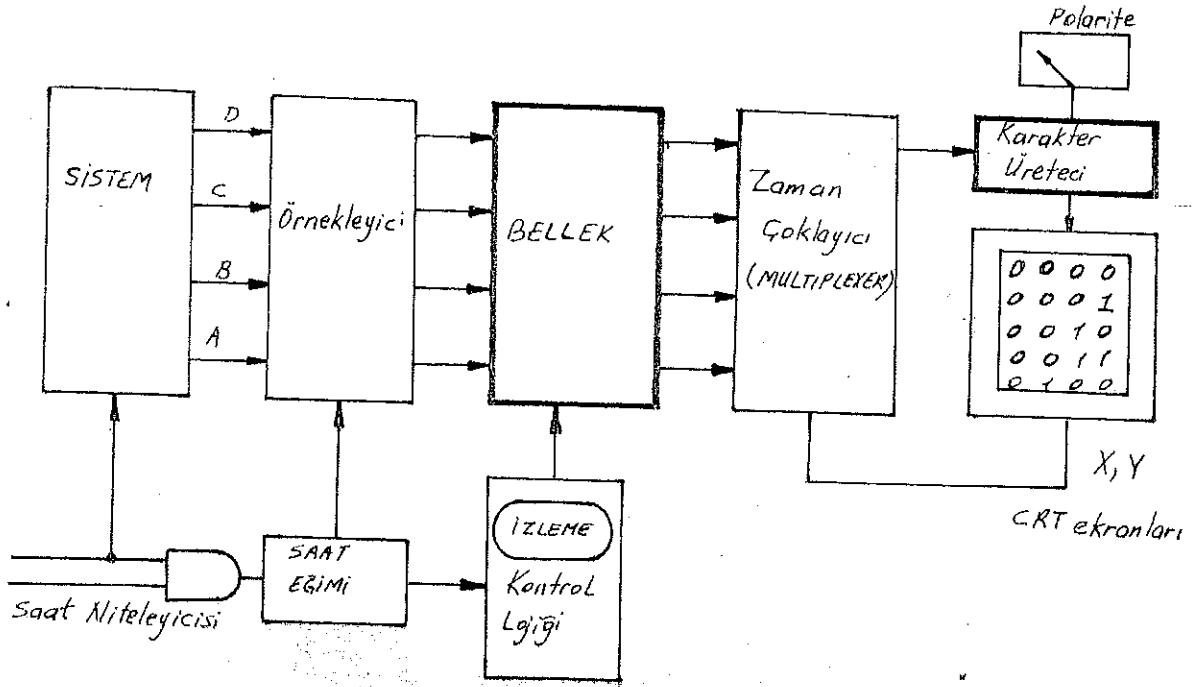 Polarite
SİSTEM
D
C
B
A
Örnekleyici
BELLEK
Zaman
Çoklayıcı
(MULTIPLEXER)
Karakter
Üreteci
0 0 0 0
0 0 0 1
0 0 1 0
0 0 1 1
0 1 0 0
X, Y
CRT ekranları
Saat Niteleyicisi
SAAT
EĞİMİ
İZLEME
Kontrol
Lgiği